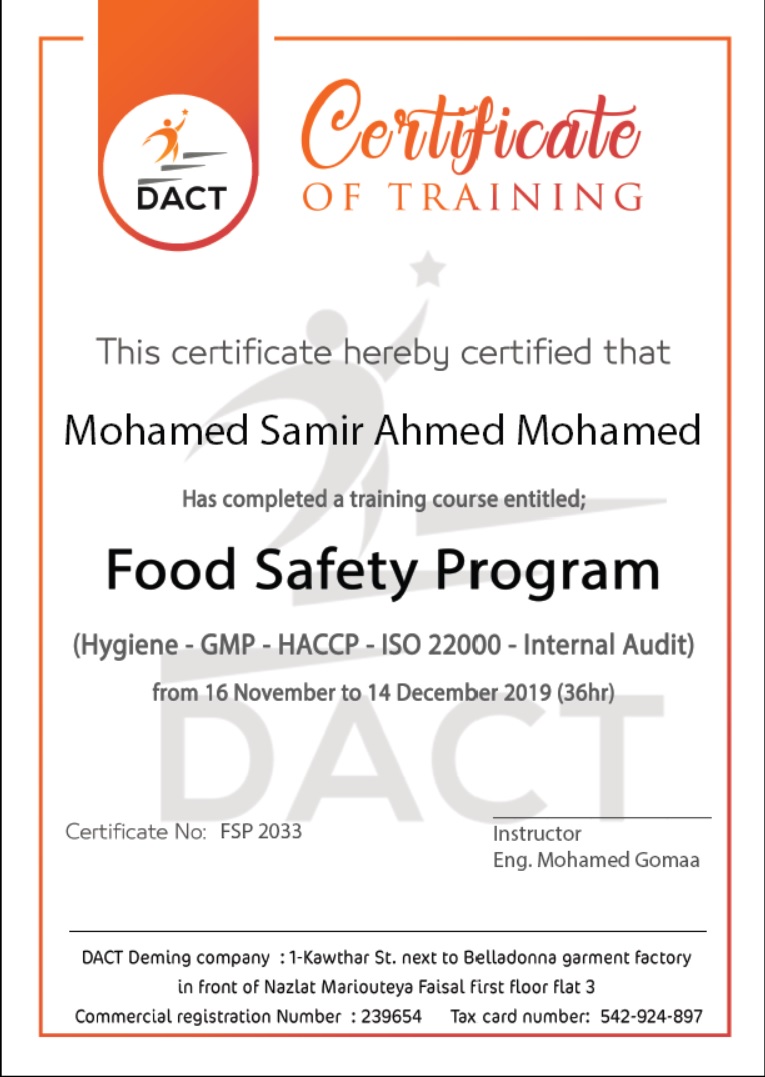 DACT
Certificate
OF TRAINING
This certificate hereby certified that
Mohamed Samir Ahmed Mohamed
Has completed a training course entitled;
Food Safety Program
(Hygiene - GMP - HACCP - ISO 22000 - Internal Audit)
from 16 November to 14 December 2019 (36hr)
DACT
Certificate No: FSP 2033
Instructor
Eng. Mohamed Gomaa
DACT Deming company : 1-Kawthar St. next to Belladonna garment factory
in front of Nazlat Mariouteya Faisal first floor flat 3
Commercial registration Number : 239654 Tax card number: 542-924-897